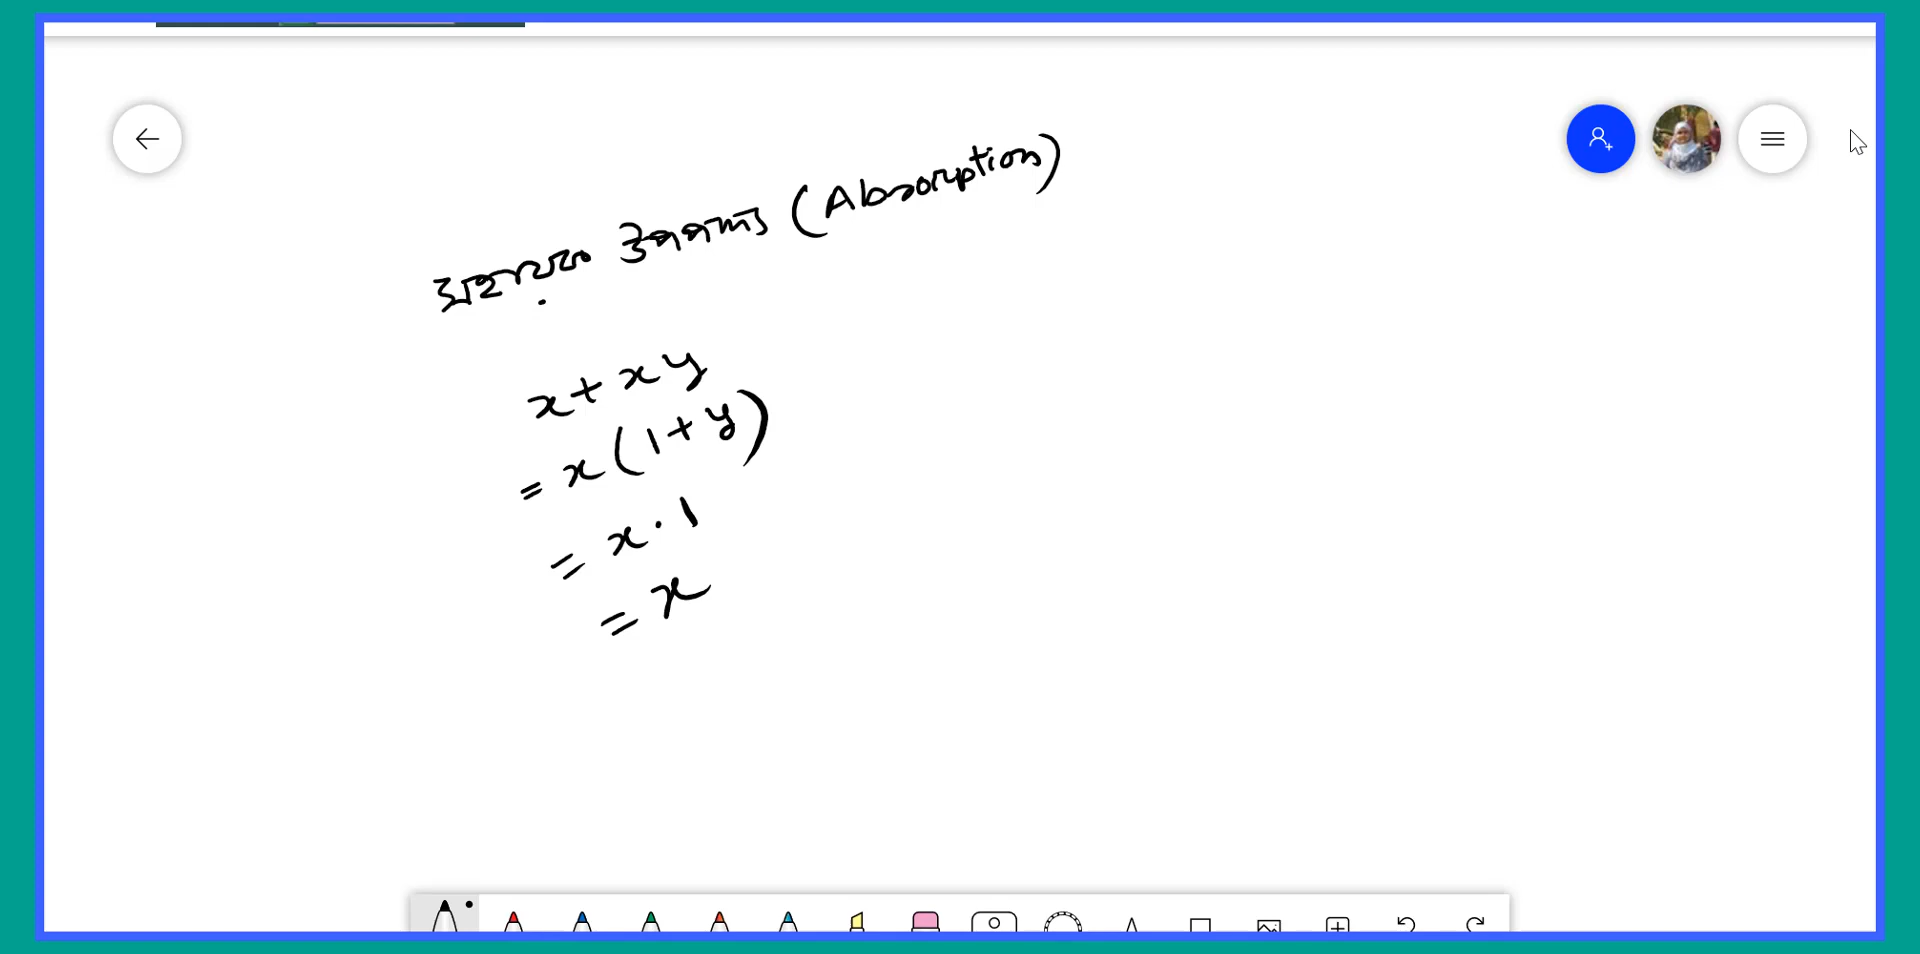 উপপাদ্য (Absorption)
x + xy
= x(1+y)
= x · 1
= x